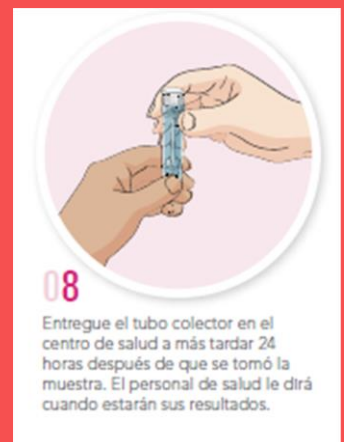 08
Entregue el tubo colector en el
centro de salud a más tardar 24
horas después de que se tomó la
muestra. El personal de salud le dirá
cuando estarán sus resultados.